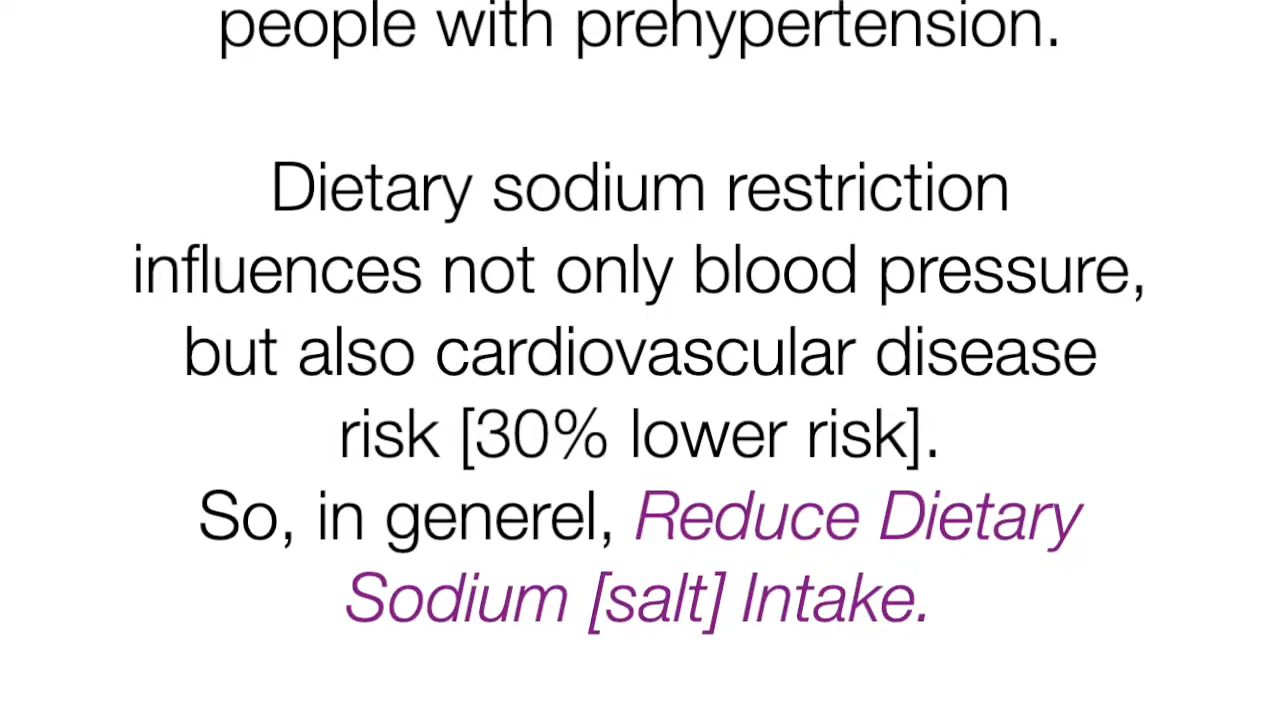 people with prehypertension.
Dietary sodium restriction
influences not only blood pressure,
but also cardiovascular disease
risk [30% lower risk].
So, in generel, Reduce Dietary
Sodium [salt] Intake.